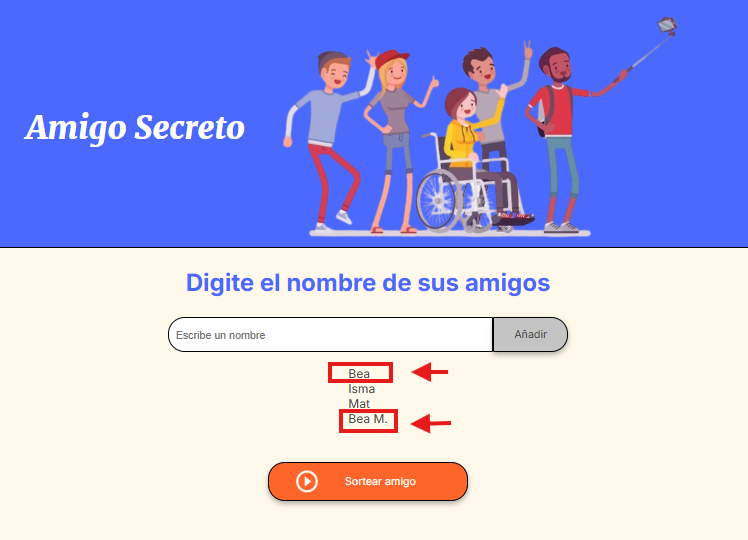 Amigo Secreto
Digite el nombre de sus amigos
Escribe un nombre
Añadir
Bea
Isma
Mat
Bea M.
Sortear amigo